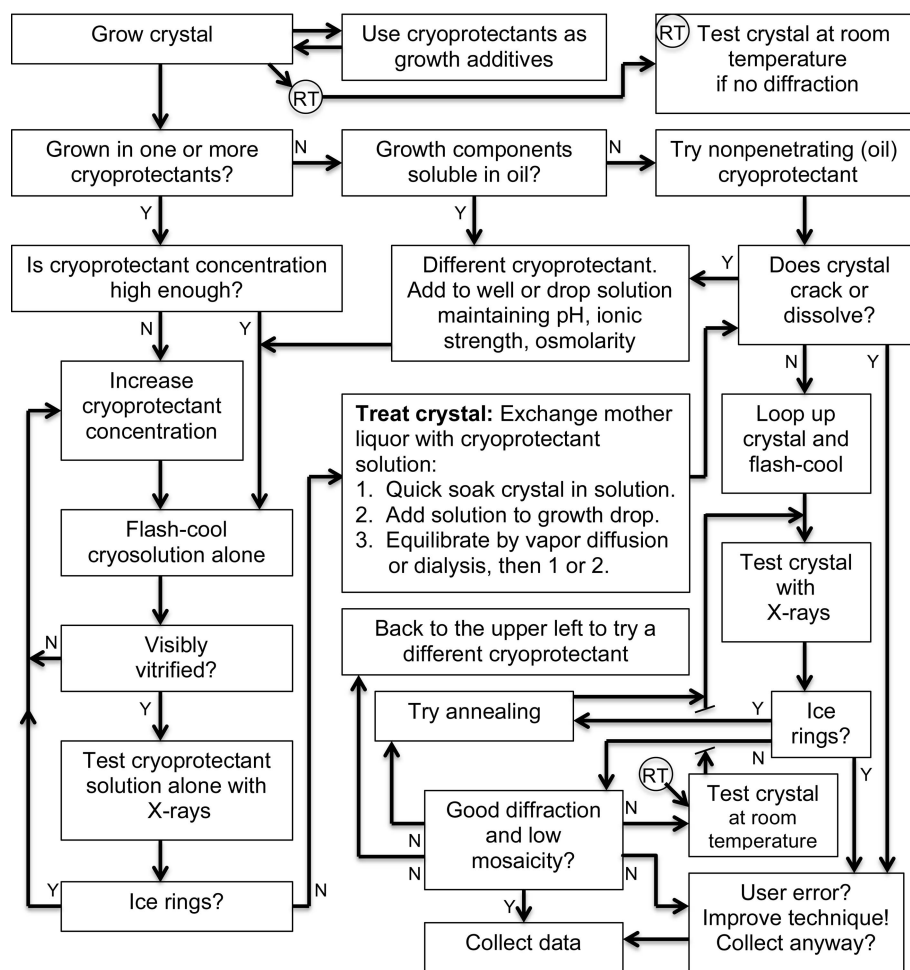 Grow crystal
Use cryoprotectants as
growth additives
RT
RT
Test crystal at room
temperature
if no diffraction
Grown in one or more
cryoprotectants?
N
Growth components
soluble in oil?
N
Try nonpenetrating (oil)
cryoprotectant
Y
Y
Is cryoprotectant concentration
high enough?
Different cryoprotectant.
Add to well or drop solution
maintaining pH, ionic
strength, osmolarity
Y
Does crystal
crack or
dissolve?
N
Y
N
Y
Increase
cryoprotectant
concentration
Treat crystal: Exchange mother
liquor with cryoprotectant
solution:
1. Quick soak crystal in solution.
2. Add solution to growth drop.
3. Equilibrate by vapor diffusion
or dialysis, then 1 or 2.
Loop up
crystal and
flash-cool
Flash-cool
cryosolution alone
Test crystal
with
X-rays
N
Visibly
vitrified?
Back to the upper left to try a
different cryoprotectant
Y
Try annealing
Y
Ice
rings?
N
Y
Test cryoprotectant
solution alone with
X-rays
RT
Test crystal
at room
temperature
Good diffraction
and low
mosaicity?
N
N
N
N
Y
Ice rings?
N
Y
User error?
Improve technique!
Collect anyway?
Collect data